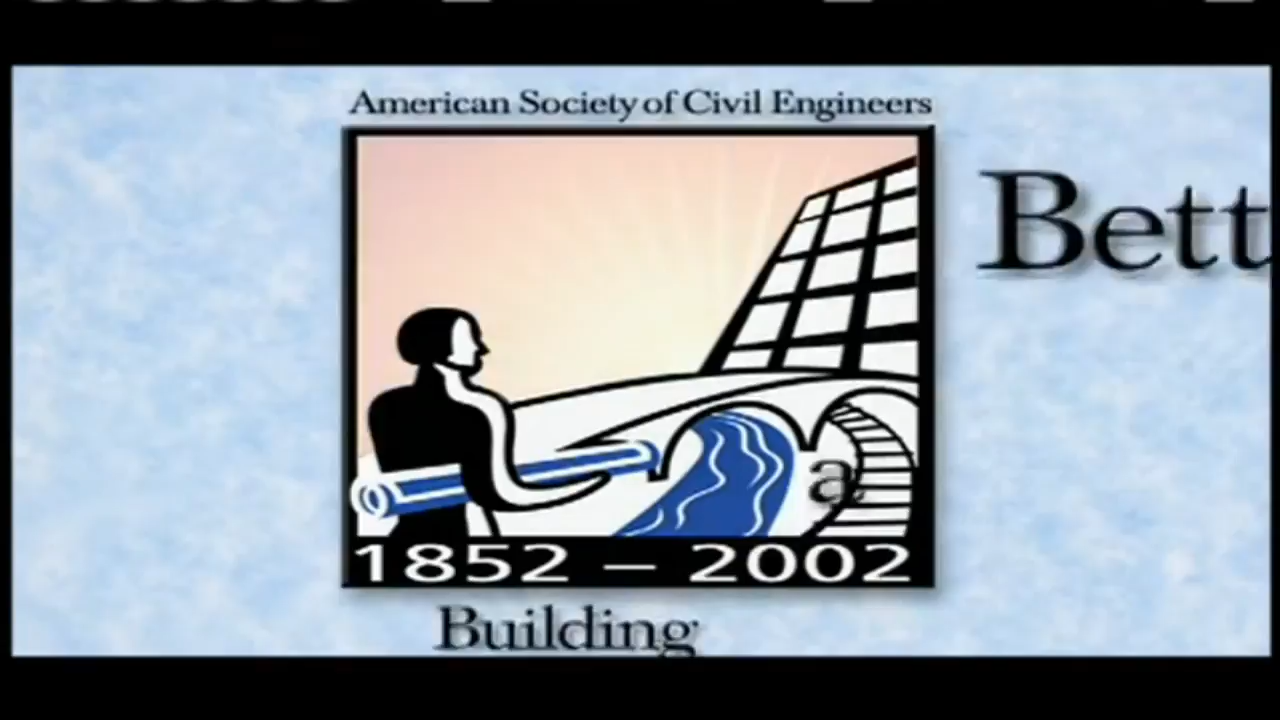 American Society of Civil Engineers
Bett
a
1852 – 2002
Building